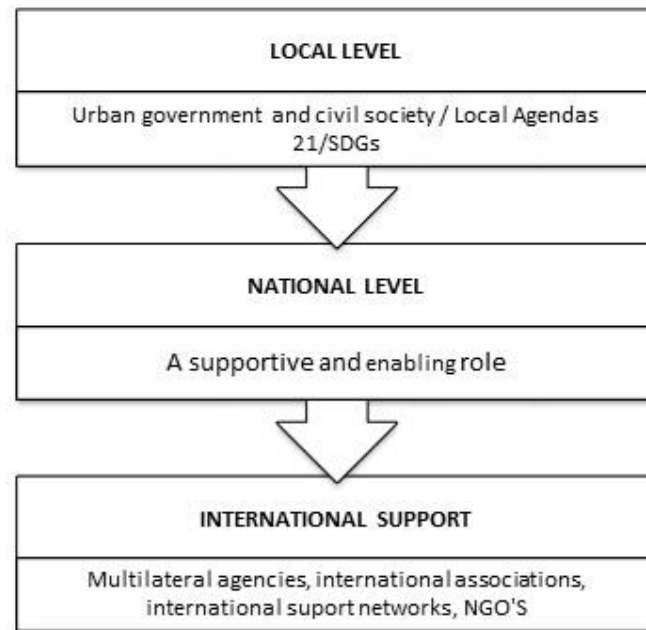 LOCAL LEVEL
Urban government and civil society / Local Agendas
21/SDGs
NATIONAL LEVEL
A supportive and enabling role
INTERNATIONAL SUPPORT
Multilateral agencies, international associations,
international suport networks, NGO'S